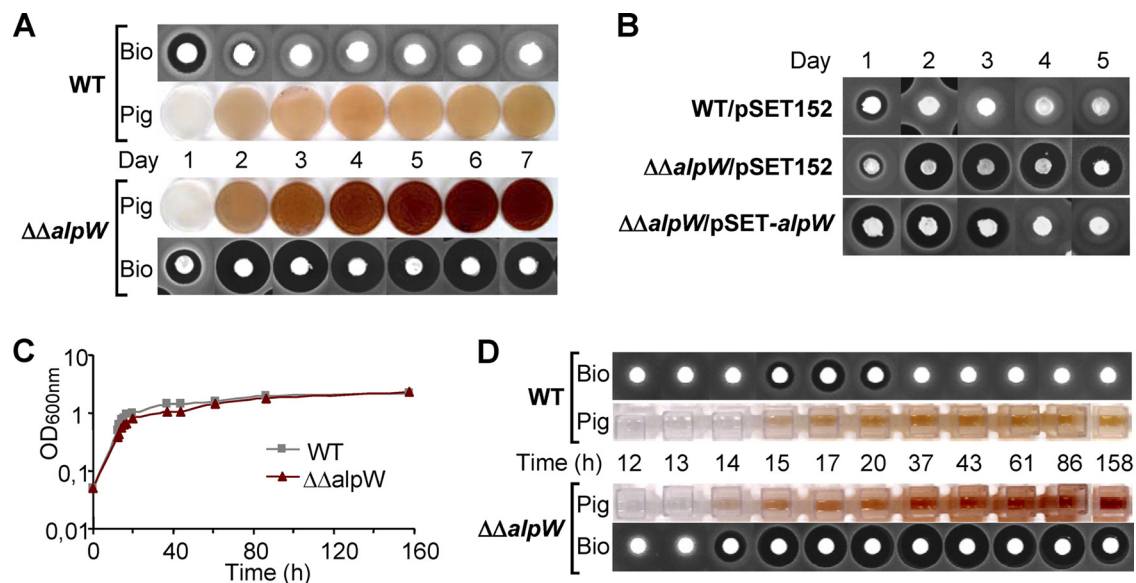 A
WT
Bio
Pig
Day 1 2 3 4 5 6 7
ΔΔalpW
Pig
Bio
B
Day 1 2 3 4 5
WT/pSET152
ΔΔalpW/pSET152
ΔΔalpW/pSET-alpW
C
OD600nm
10
1
0,1
0,01
0 40 80 120 160
Time (h)
WT
ΔΔalpW
D
WT
Bio
Pig
Time (h) 12 13 14 15 17 20 37 43 61 86 158
ΔΔalpW
Pig
Bio